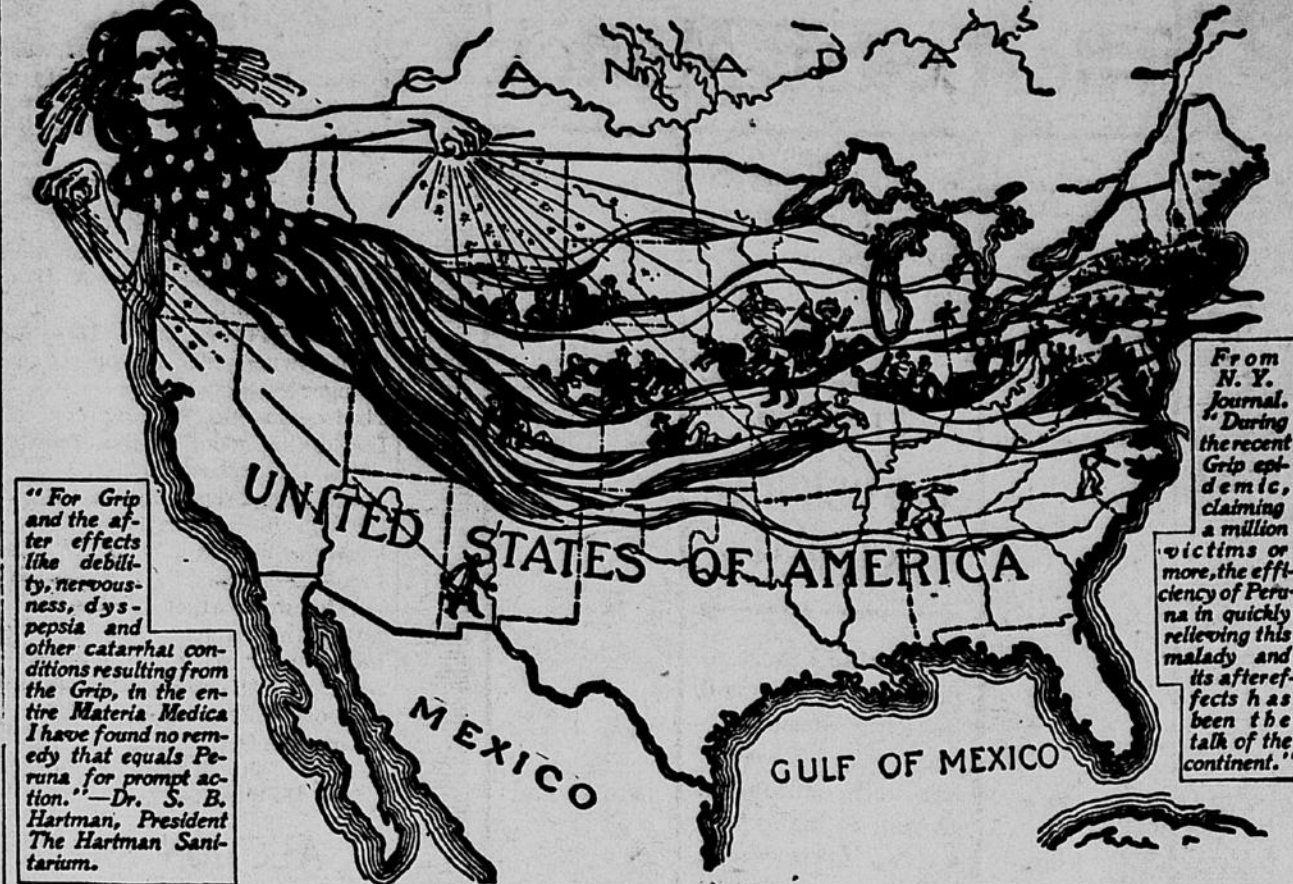 CANADA
UNITED STATES OF AMERICA
MEXICO
GULF OF MEXICO
"For Grip
and the af-
ter effects
like debili-
ty, nervous-
ness, dys-
pepsia and
other catarrhal con-
ditions resulting from
the Grip, in the en-
tire Materia Medica
I have found no rem-
edy that equals Pe-
runa for prompt ac-
tion."—Dr. S. B.
Hartman, President
The Hartman Sani-
tarium.
From
N. Y.
Journal.
"During
the recent
Grip epi-
demic,
claiming
a million
victims or
more, the effi-
ciency of Peru-
na in quickly
relieving this
malady and
its after ef-
fects has
been the
talk of the
continent."